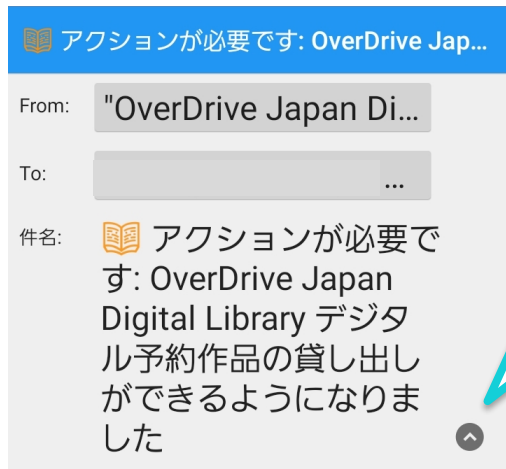 アクションが必要です: OverDrive Jap...
From:
"OverDrive Japan Di...
To:
...
件名:
アクションが必要で
す: OverDrive Japan
Digital Library デジタ
ル予約作品の貸し出し
ができるようになりま
した